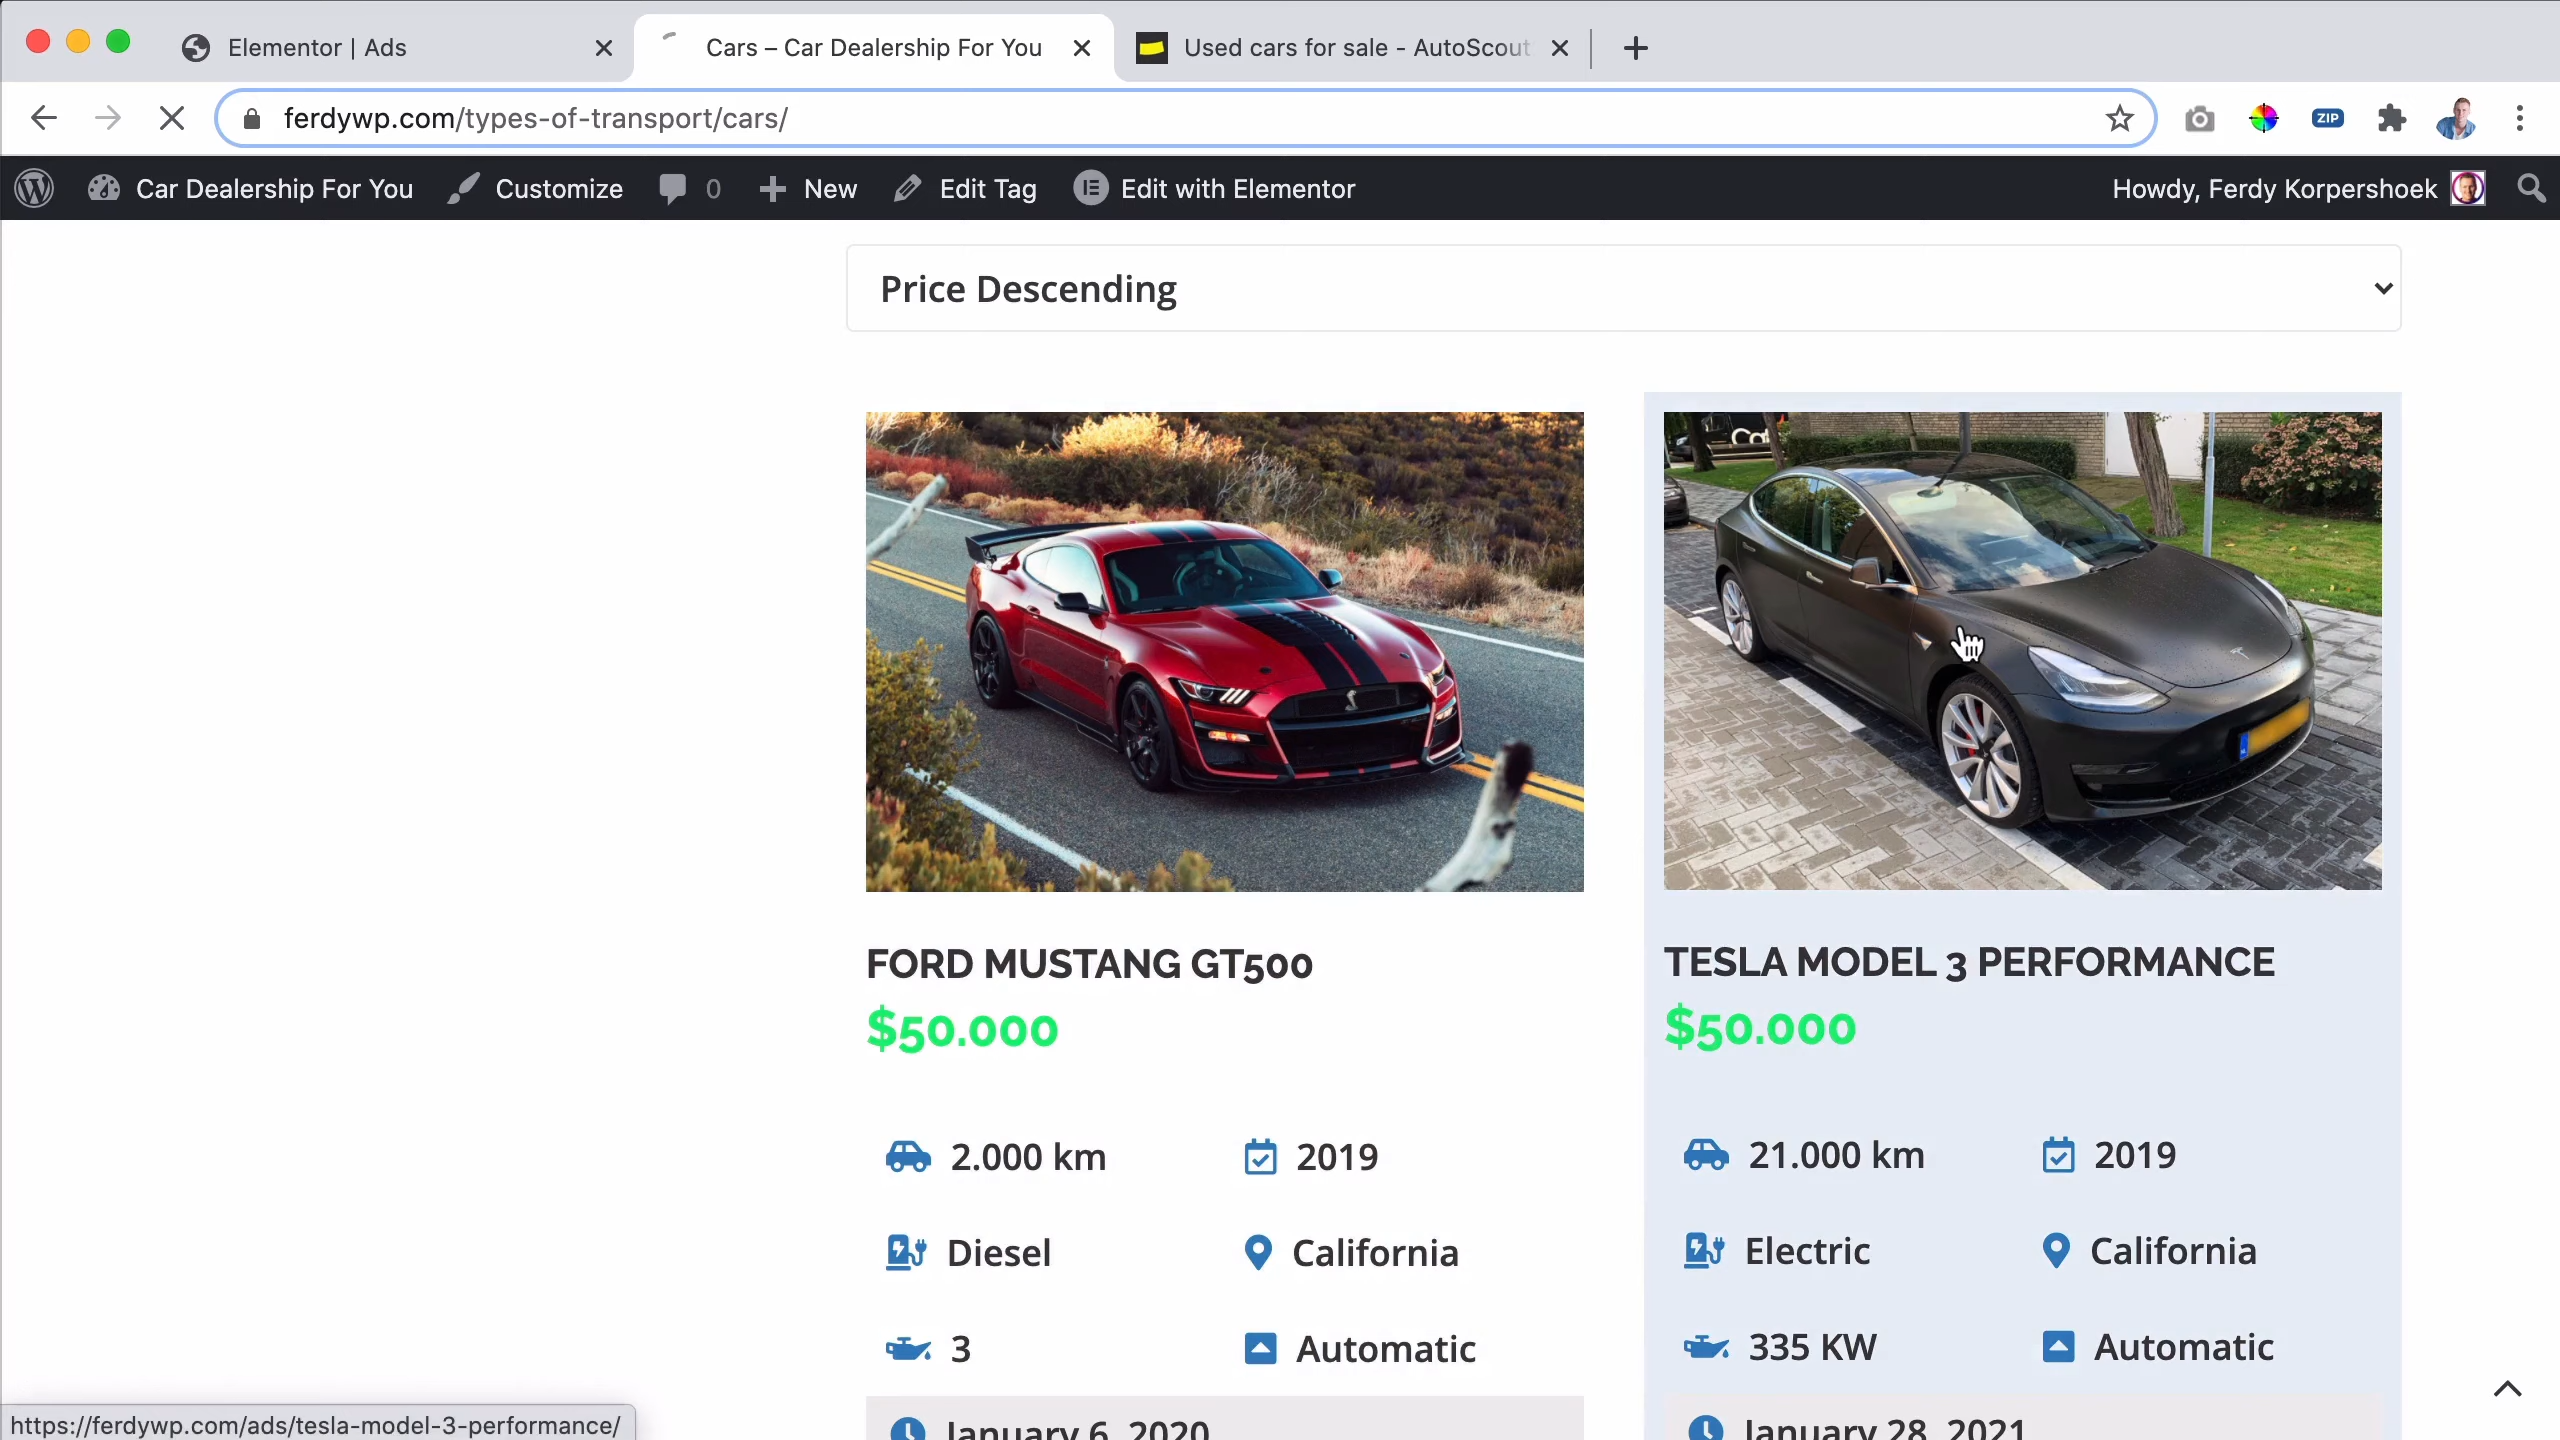 Elementor | Ads
Cars – Car Dealership For You
Used cars for sale - AutoScout
ferdywp.com/types-of-transport/cars/
ZIP
Car Dealership For You
Customize
0
New
Edit Tag
Edit with Elementor
Howdy, Ferdy Korpershoek
Price Descending
FORD MUSTANG GT500
$50.000
2.000 km
2019
Diesel
California
3
Automatic
January 6, 2020
TESLA MODEL 3 PERFORMANCE
$50.000
21.000 km
2019
Electric
California
335 KW
Automatic
January 28, 2021
https://ferdywp.com/ads/tesla-model-3-performance/